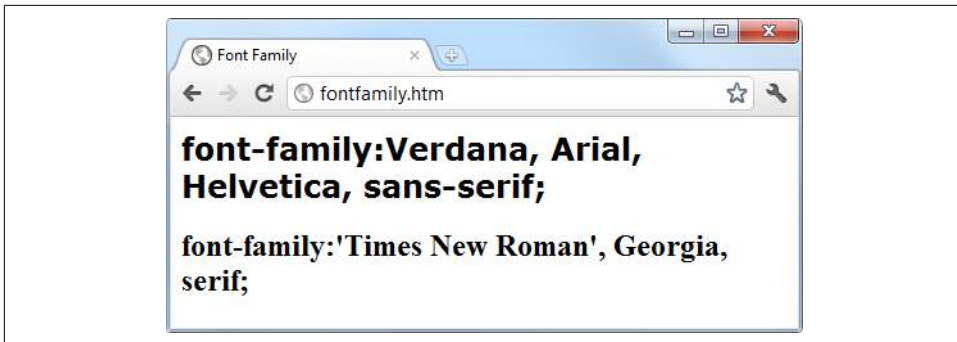 Font Family
fontfamily.htm
font-family:Verdana, Arial,
Helvetica, sans-serif;
font-family:'Times New Roman', Georgia,
serif;